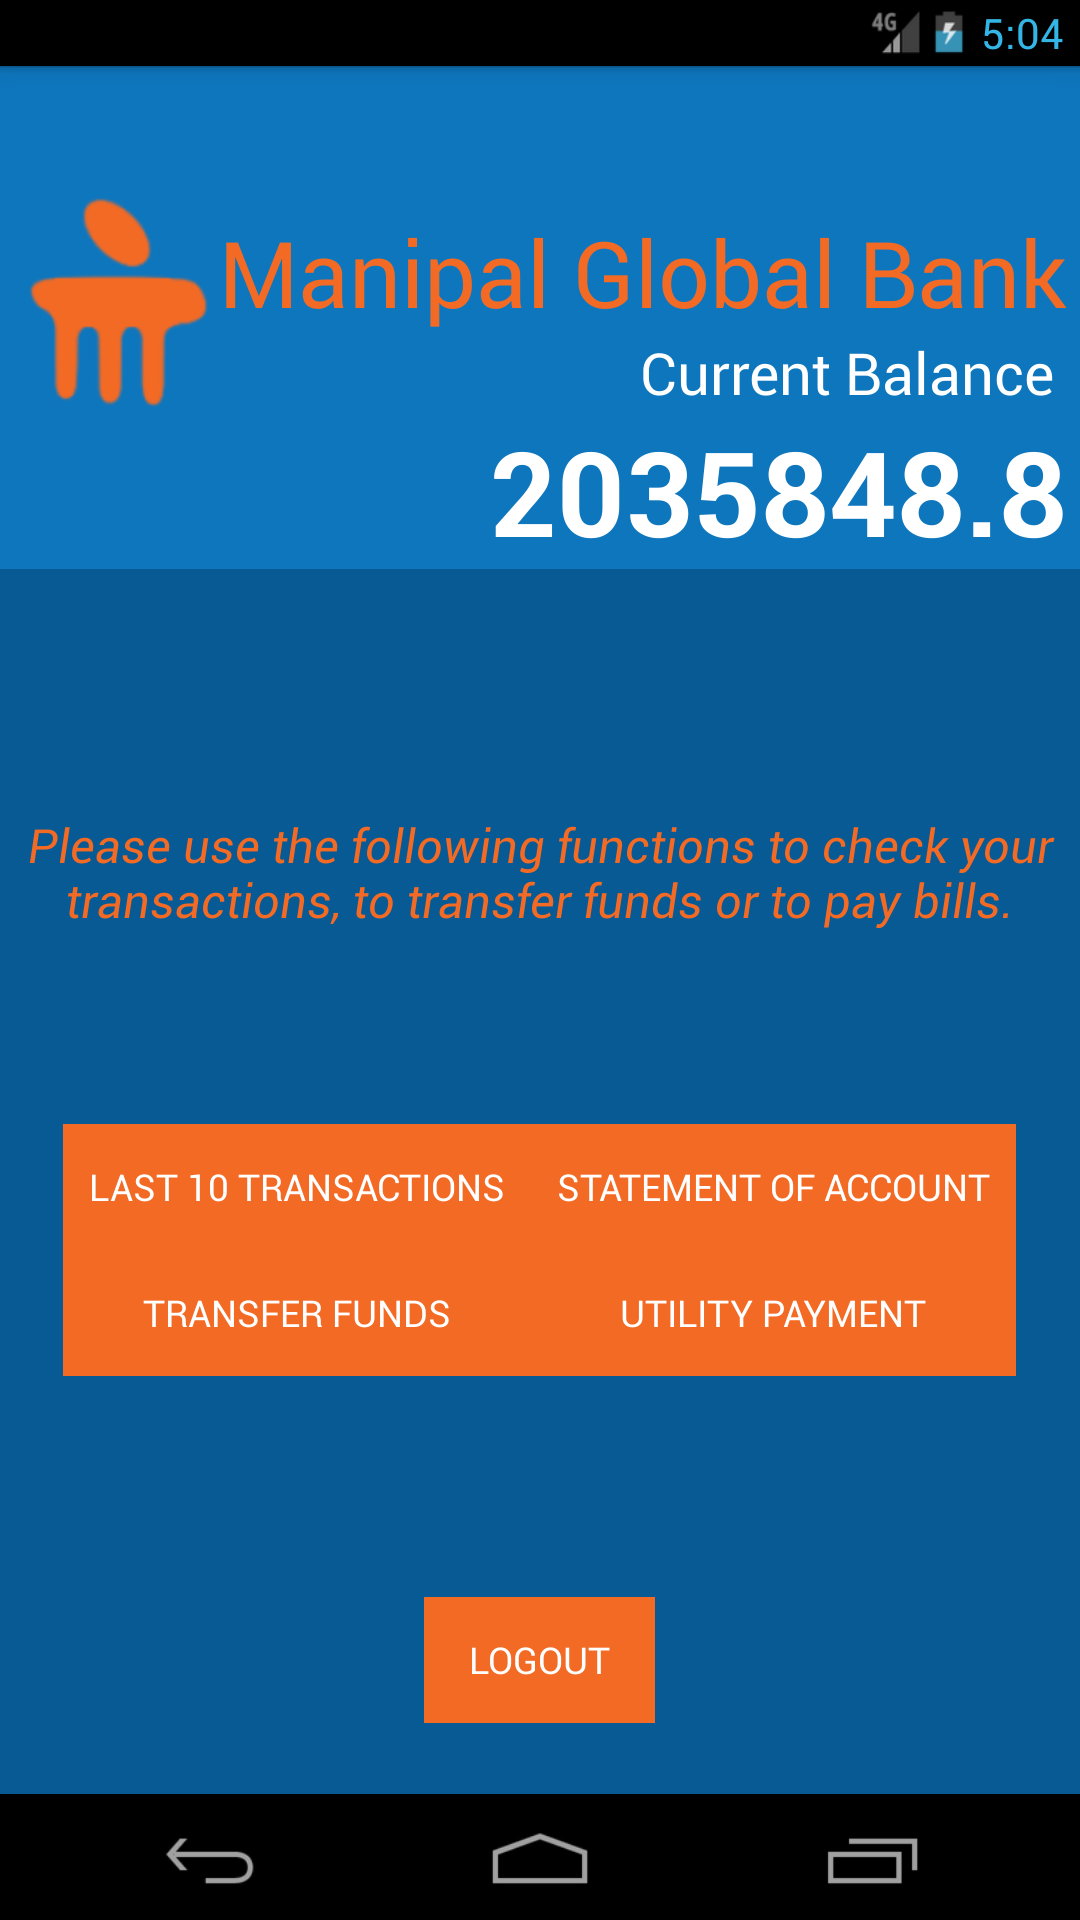 4G 5:04
Manipal Global Bank
Current Balance
2035848.8
Please use the following functions to check your
transactions, to transfer funds or to pay bills.
LAST 10 TRANSACTIONS STATEMENT OF ACCOUNT
TRANSFER FUNDS UTILITY PAYMENT
LOGOUT